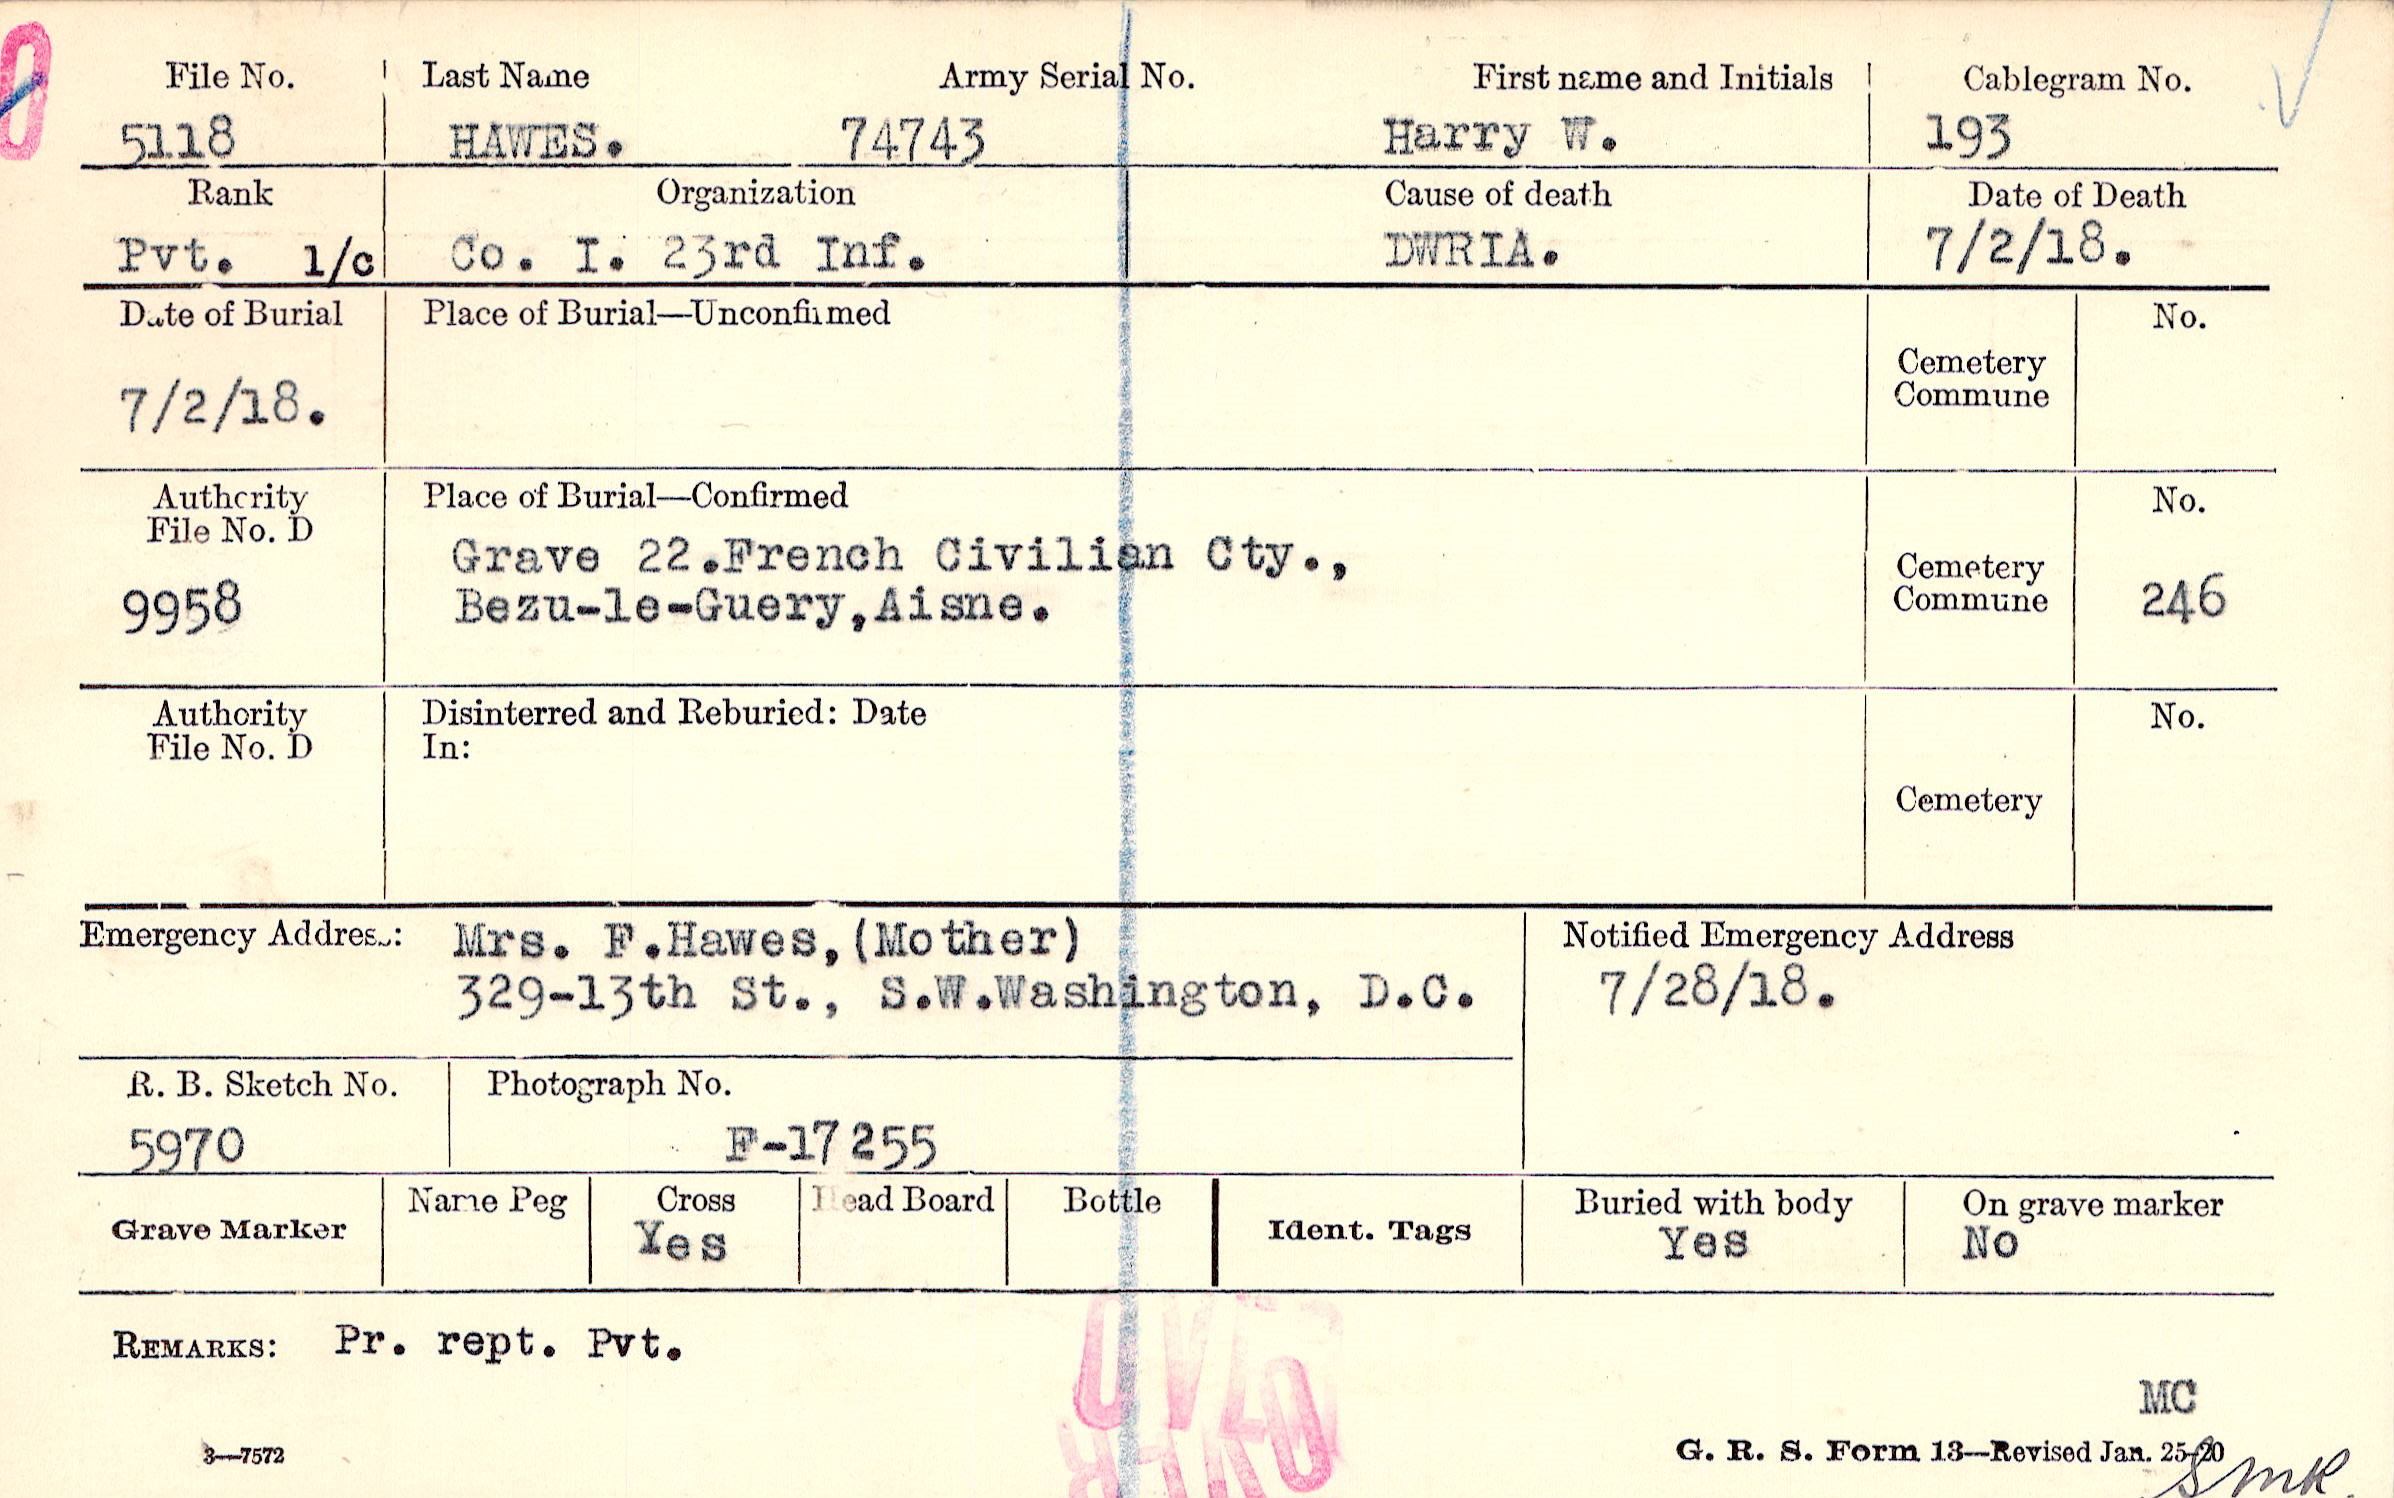 File No. Last Name Army Serial No. First name and Initials Cablegram No.
5118 HAWES. 74743 Harry W. 193
Rank Organization Cause of death Date of Death
Pvt. 1/c Co. I. 23rd Inf. DWRIA. 7/2/18.
Date of Burial Place of Burial—Unconfirmed No.
Cemetery
Commune
7/2/18.
Authority Place of Burial—Confirmed No.
File No. D
Grave 22.French Civilian Cty.,
Cemetery
9958 Bezu-le-Guery,Aisne. Commune 246
Authority Disinterred and Reburied: Date No.
File No. D In:
Cemetery
Emergency Address: Mrs. F.Hawes,(Mother) Notified Emergency Address
329-13th St., S.W.Washington, D.C. 7/28/18.
R. B. Sketch No. Photograph No.
5970 F-17255
Name Peg Cross Head Board Bottle Buried with body On grave marker
Grave Marker Yes Ident. Tags Yes No
REMARKS: Pr. rept. Pvt.
MC
3—7572 G. R. S. Form 13—Revised Jan. 25-20
SMK.